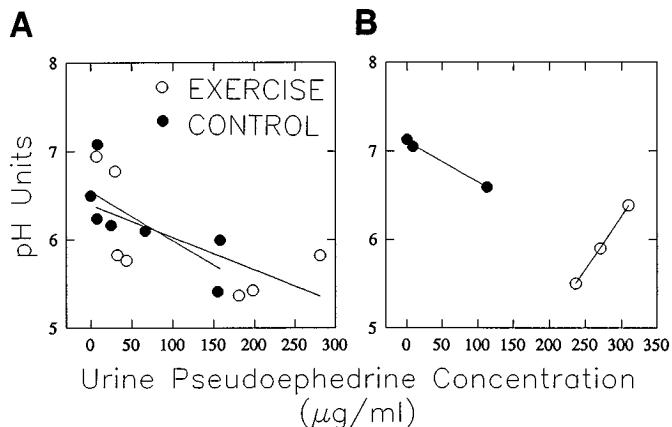 A
B
8
7
6
5
pH Units
EXERCISE
CONTROL
0 50 100 150 200 250 300
8
7
6
5
0 50 100 150 200 250 300 350
Urine Pseudoephedrine Concentration
(μg/ml)